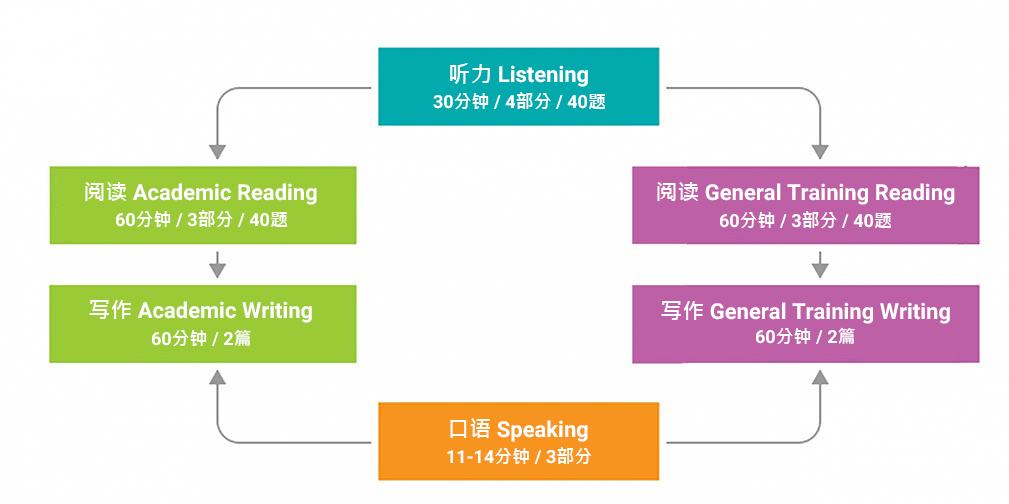 听力 Listening
30分钟 / 4部分 / 40题
阅读 Academic Reading
60分钟 / 3部分 / 40题
阅读 General Training Reading
60分钟 / 3部分 / 40题
写作 Academic Writing
60分钟 / 2篇
写作 General Training Writing
60分钟 / 2篇
口语 Speaking
11-14分钟 / 3部分